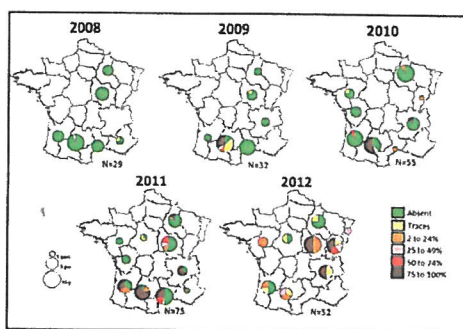 2008
2009
2010
N=29
N=32
N=55
2011
2012
Absent
Traces
2 to 24%
25 to 49%
50 to 74%
75 to 100%
N=75
N=52